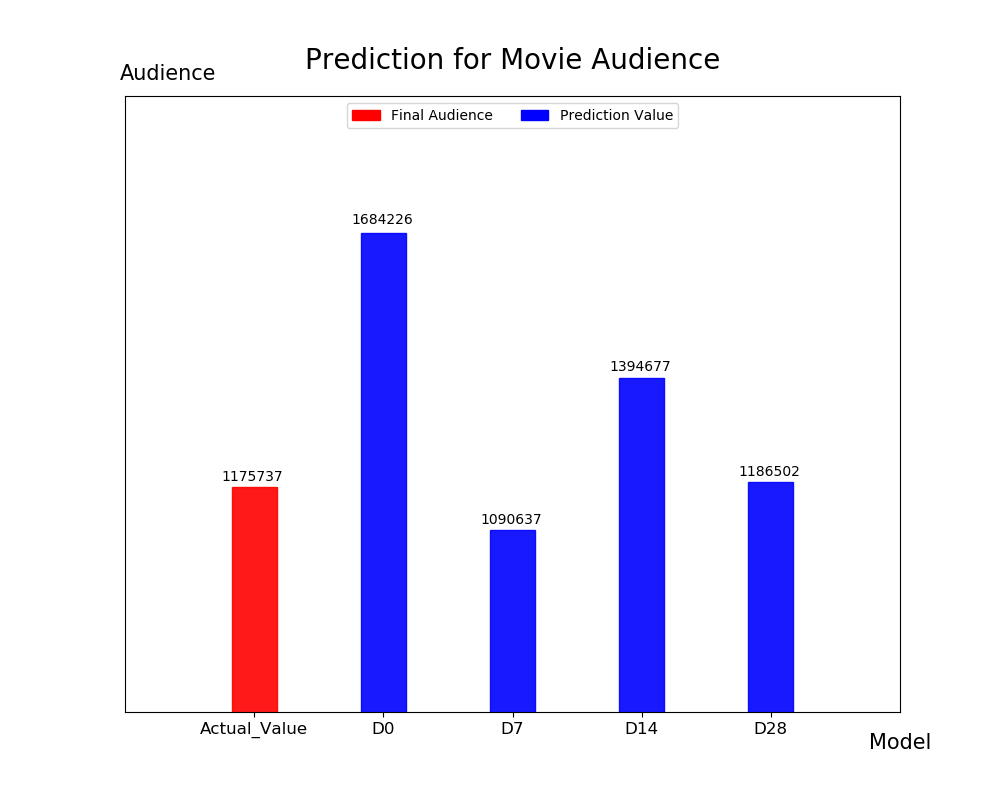 Prediction for Movie Audience
Audience
Final Audience Prediction Value
1684226
1394677
1175737
1186502
1090637
Actual_Value D0 D7 D14 D28
Model